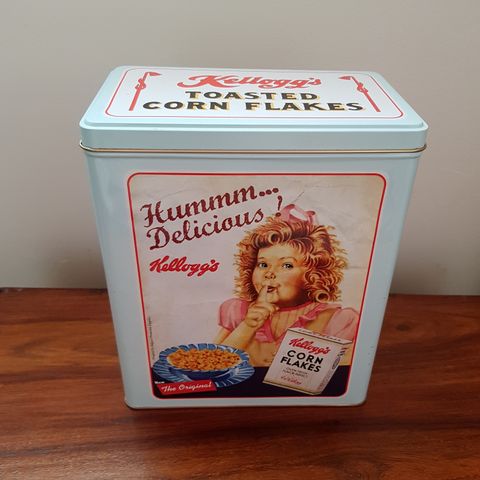 Kellogg's
TOASTED
CORN FLAKES
Hummm...
Delicious!
Kellogg's
Kellogg's
CORN
FLAKES
The Original